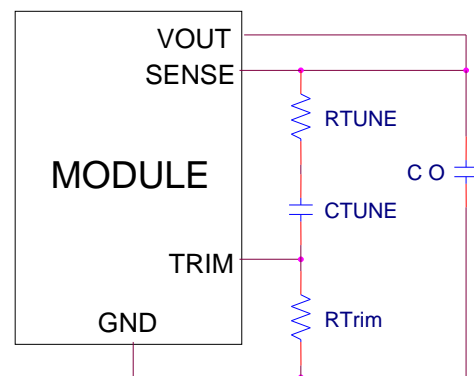 VOUT
SENSE
RTUNE
MODULE
C O
CTUNE
TRIM
GND
RTrim